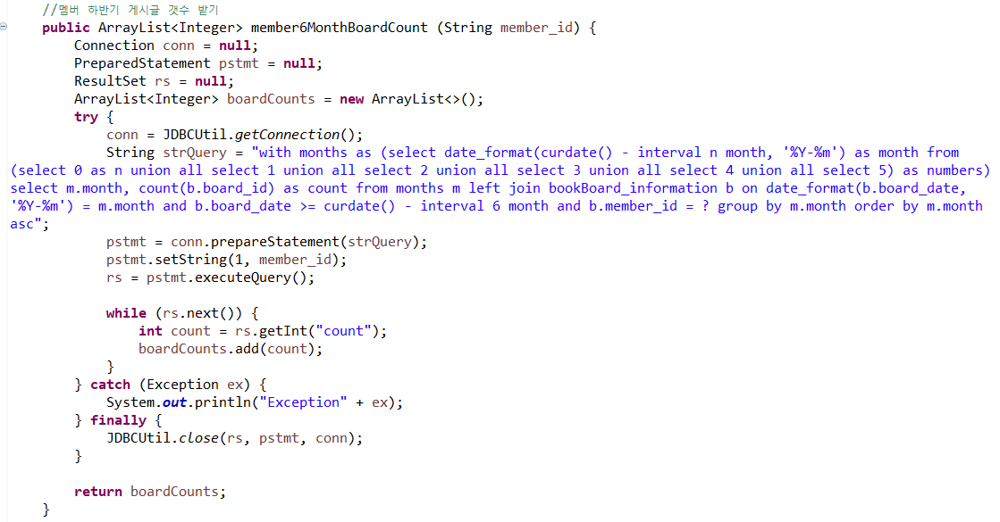 //멤버 하반기 게시글 갯수 받기
public ArrayList<Integer> member6MonthBoardCount (String member_id) {
Connection conn = null;
PreparedStatement pstmt = null;
ResultSet rs = null;
ArrayList<Integer> boardCounts = new ArrayList<>();
try {
conn = JDBCUtil.getConnection();
String strQuery = "with months as (select date_format(curdate() - interval n month, '%Y-%m') as month from
(select 0 as n union all select 1 union all select 2 union all select 3 union all select 4 union all select 5) as numbers)
select m.month, count(b.board_id) as count from months m left join bookBoard_information b on date_format(b.board_date,
'%Y-%m') = m.month and b.board_date >= curdate() - interval 6 month and b.member_id = ? group by m.month order by m.month
asc";
pstmt = conn.prepareStatement(strQuery);
pstmt.setString(1, member_id);
rs = pstmt.executeQuery();
while (rs.next()) {
int count = rs.getInt("count");
boardCounts.add(count);
}
} catch (Exception ex) {
System.out.println("Exception" + ex);
} finally {
JDBCUtil.close(rs, pstmt, conn);
}
return boardCounts;
}